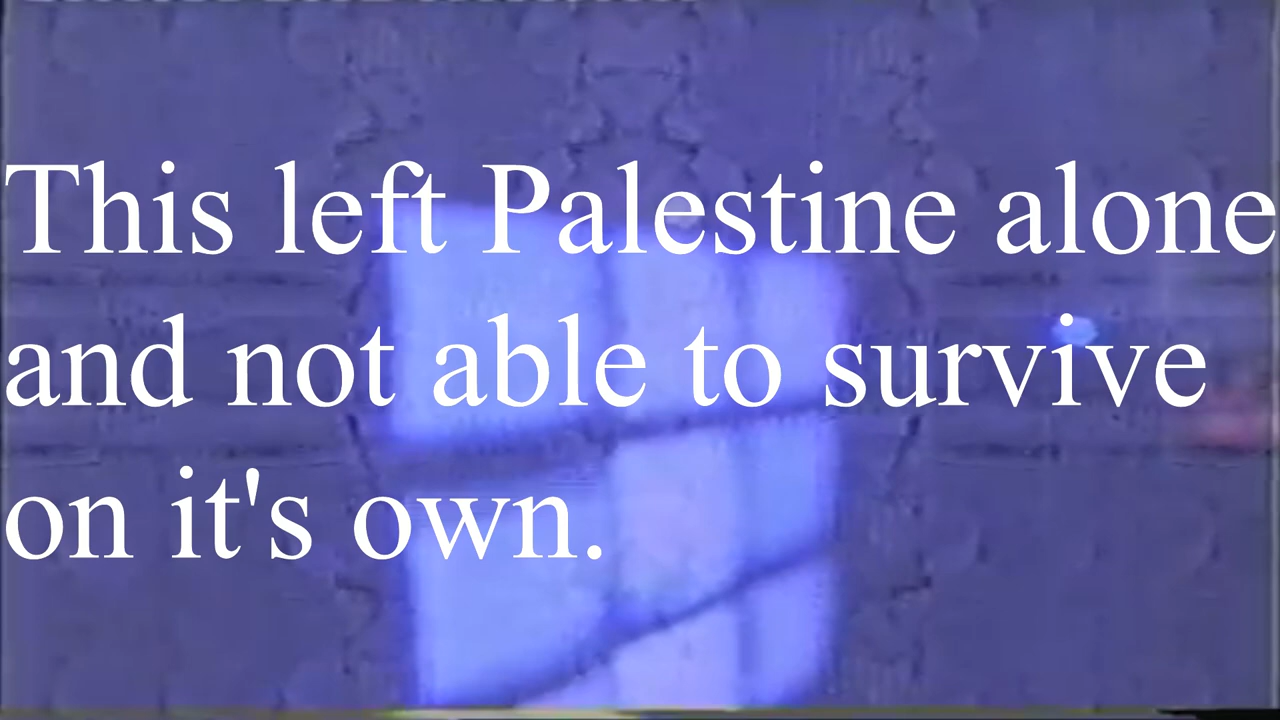 This left Palestine alone
and not able to survive
on it's own.